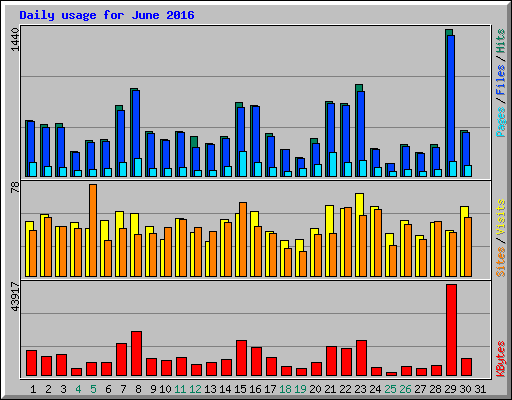 Daily usage for June 2016
1440
Pages / Files / Hits
78
Sites / Visits
43917
KBytes
1 2 3 4 5 6 7 8 9 10 11 12 13 14 15 16 17 18 19 20 21 22 23 24 25 26 27 28 29 30 31